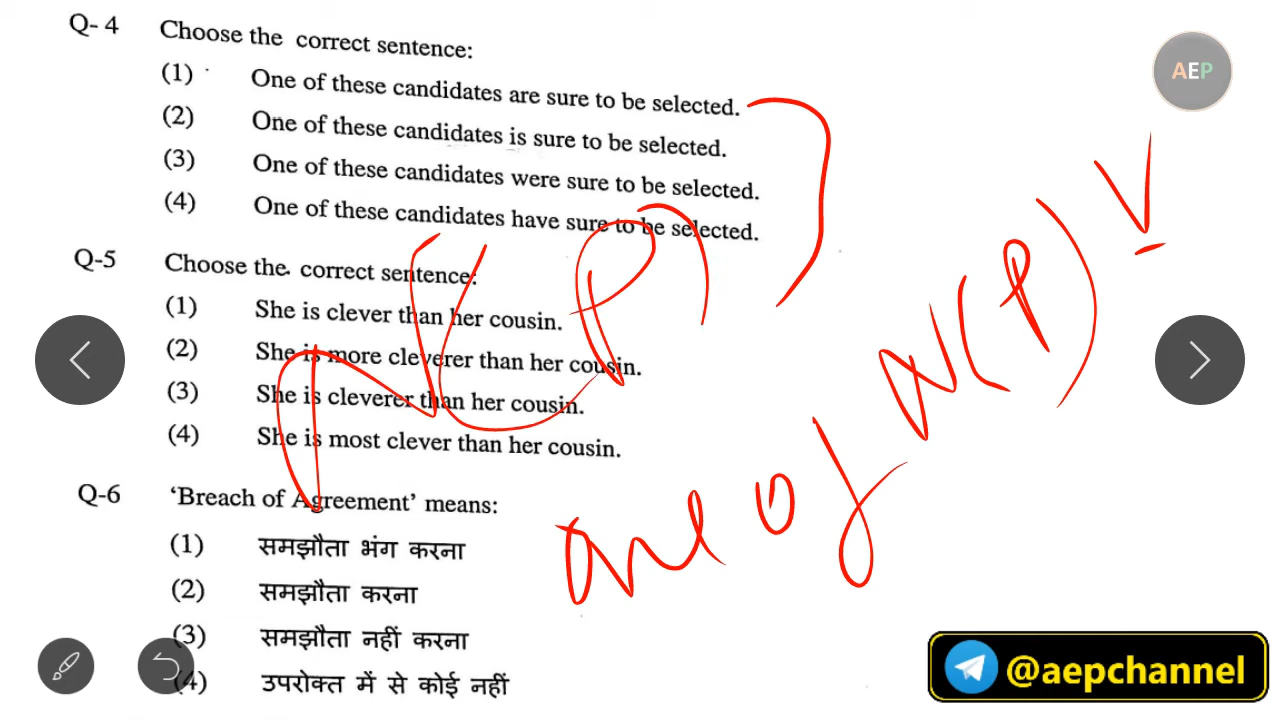 Q- 4 Choose the correct sentence:
(1) One of these candidates are sure to be selected.
(2) One of these candidates is sure to be selected.
(3) One of these candidates were sure to be selected.
(4) One of these candidates have sure to be selected.
Q-5 Choose the correct sentence:
(1) She is clever than her cousin.
(2) She is more cleverer than her cousin.
(3) She is cleverer than her cousin.
(4) She is most clever than her cousin.
Q-6 ‘Breach of Agreement’ means:
(1) समझौता भंग करना
(2) समझौता करना
(3) समझौता नहीं करना
(4) उपरोक्त में से कोई नहीं
N(P)
one of N(P) V
AEP
@aepchannel